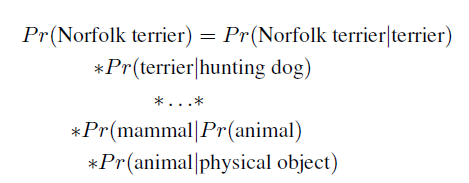 Pr(Norfolk terrier) = Pr(Norfolk terrier|terrier)
*Pr(terrier|hunting dog)
*...*
*Pr(mammal|Pr(animal)
*Pr(animal|physical object)